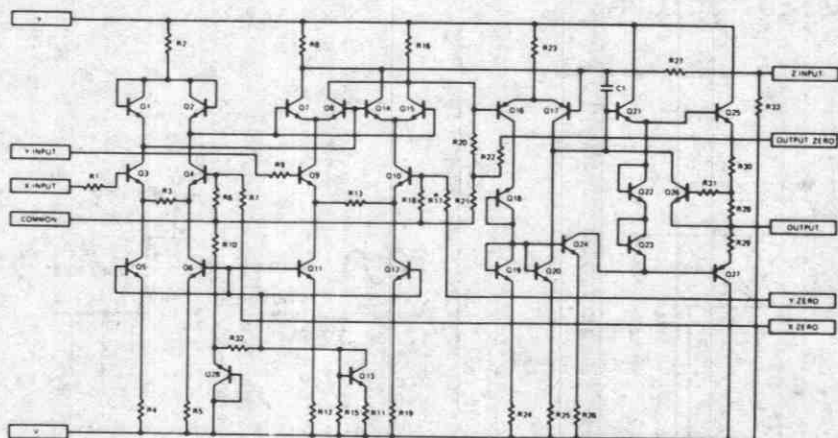 R2
R8
R16
R23
R27
Z INPUT
C1
R33
Q1
Q2
Q7
Q8
Q14
Q15
Q16
Q17
Q21
Q25
Y INPUT
R20
R22
OUTPUT ZERO
R1
X INPUT
Q3
R3
Q4
R6
R7
R9
Q9
R13
Q10
R18
R17
R21
Q18
Q22
Q26
R31
R30
R28
COMMON
OUTPUT
R10
Q24
Q23
R29
Q5
Q6
Q11
Q12
Q19
Q20
Q27
Y ZERO
X ZERO
R32
Q28
Q13
R4
R5
R12
R15
R11
R19
R24
R25
R26
V